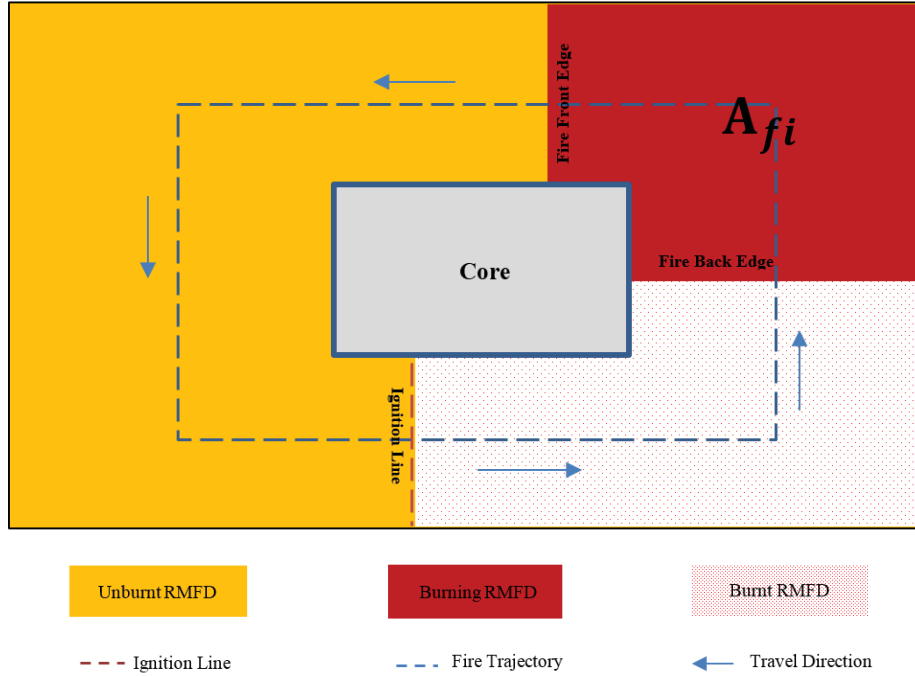 Fire Front Edge
A fi
Fire Back Edge
Core
Ignition Line
Unburnt RMFD
Burning RMFD
Burnt RMFD
Ignition Line
Fire Trajectory
Travel Direction